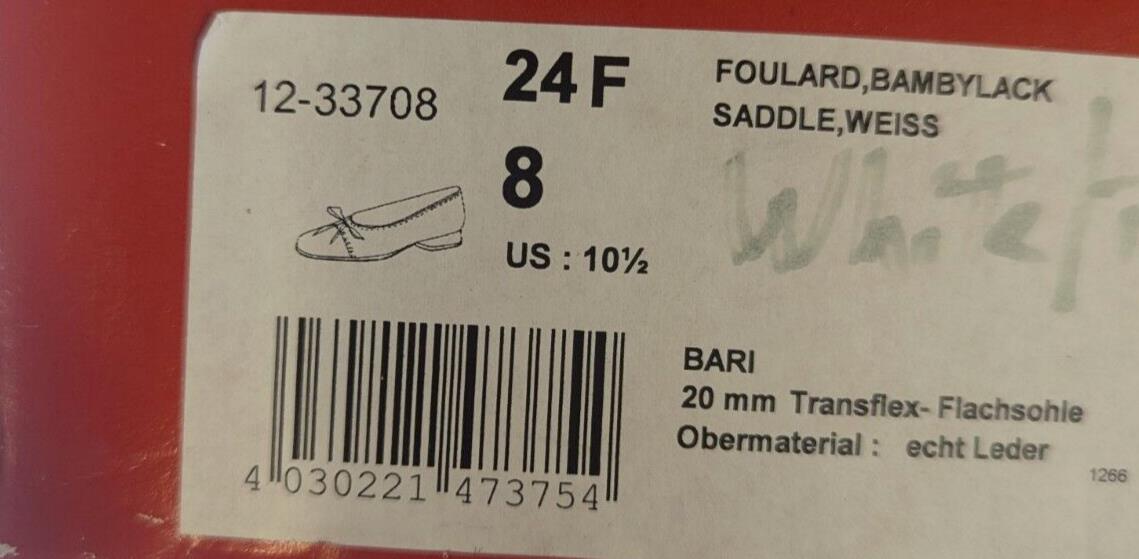 12-33708
24 F
8
US : 10½
FOULARD,BAMBYLACK
SADDLE,WEISS
White
BARI
20 mm Transflex- Flachsohle
Obermaterial : echt Leder
1266
4 030221 473754